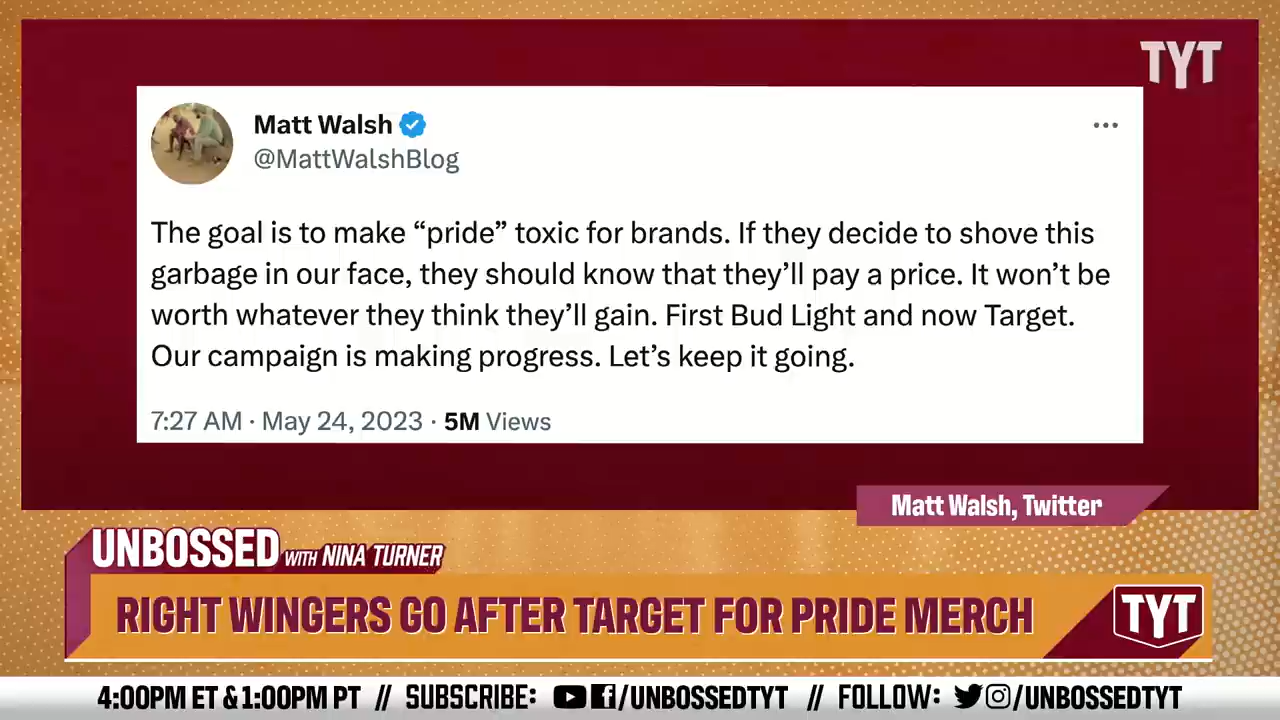 TYT
Matt Walsh
@MattWalshBlog
The goal is to make “pride” toxic for brands. If they decide to shove this
garbage in our face, they should know that they’ll pay a price. It won’t be
worth whatever they think they’ll gain. First Bud Light and now Target.
Our campaign is making progress. Let’s keep it going.
7:27 AM · May 24, 2023 · 5M Views
Matt Walsh, Twitter
UNBOSSED WITH NINA TURNER
RIGHT WINGERS GO AFTER TARGET FOR PRIDE MERCH
TYT
4:00PM ET & 1:00PM PT // SUBSCRIBE: /UNBOSSEDTYT // FOLLOW: /UNBOSSEDTYT